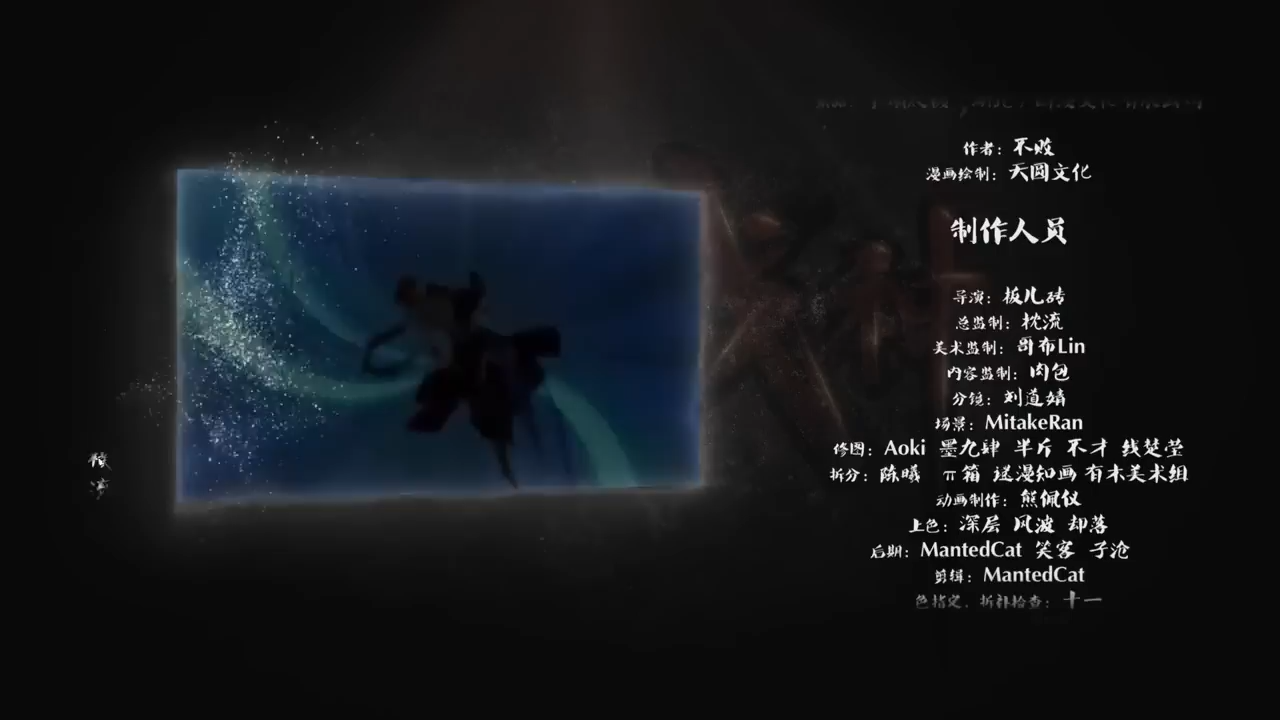 作者：不败
漫画绘制：天圆文化
制作人员
导演：板儿砖
总监制：枕流
美术监制：哥布Lin
内容监制：肉包
分镜：刘道婧
场景：MitakeRan
修图：Aoki 墨九肆 半斤 不才 线楚莹
拆分：陈曦 π箱 逐漫知画 有木美术组
动画制作：熊佩仪
上色：深层 风波 却落
后期：MantedCat 笑客 子沧
剪辑：MantedCat
色指定、拆补检查：十一